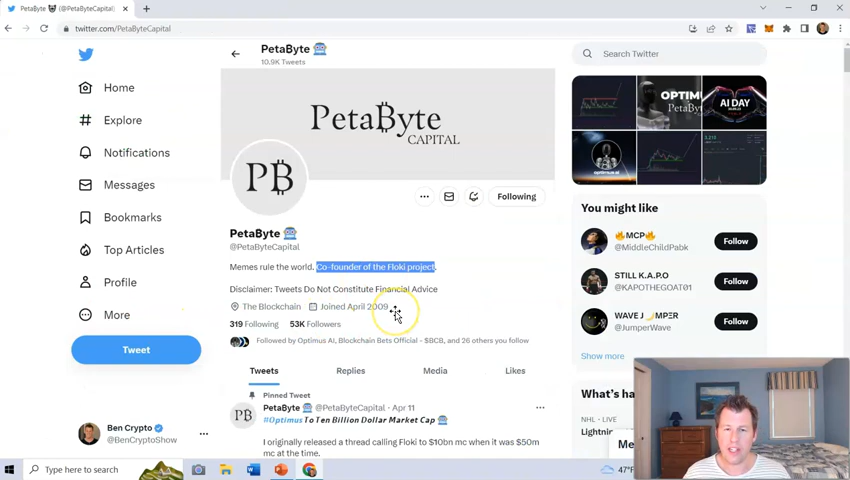 PetaByte (@PetaByteCapital)
twitter.com/PetaByteCapital
PetaByte
10.9K Tweets
Search Twitter
Home
Explore
Notifications
Messages
Bookmarks
Top Articles
Profile
More
Tweet
Ben Crypto
@BenCryptoShow
PetaByte
CAPITAL
PB
Following
PetaByte
@PetaByteCapital
Memes rule the world. Co-founder of the Floki project.
Disclaimer: Tweets Do Not Constitute Financial Advice
The Blockchain Joined April 2009
319 Following 53K Followers
Followed by Optimus AI, Blockchain Bets Official - $BCB, and 26 others you follow
Tweets Replies Media Likes
Pinned Tweet
PetaByte @PetaByteCapital · Apr 11
#Optimus To Ten Billion Dollar Market Cap
I originally released a thread calling Floki to $10bn mc when it was $50m
mc at the time.
AI DAY
optimus.ai
You might like
MCP
@MiddleChildPabk
Follow
STILL K.A.P.O
@KAPOTHEGOAT01
Follow
WAVE J MPΣR
@JumperWave
Follow
Show more
What's ha
NHL · LIVE
Lightnin
Me
Type here to search
47°F